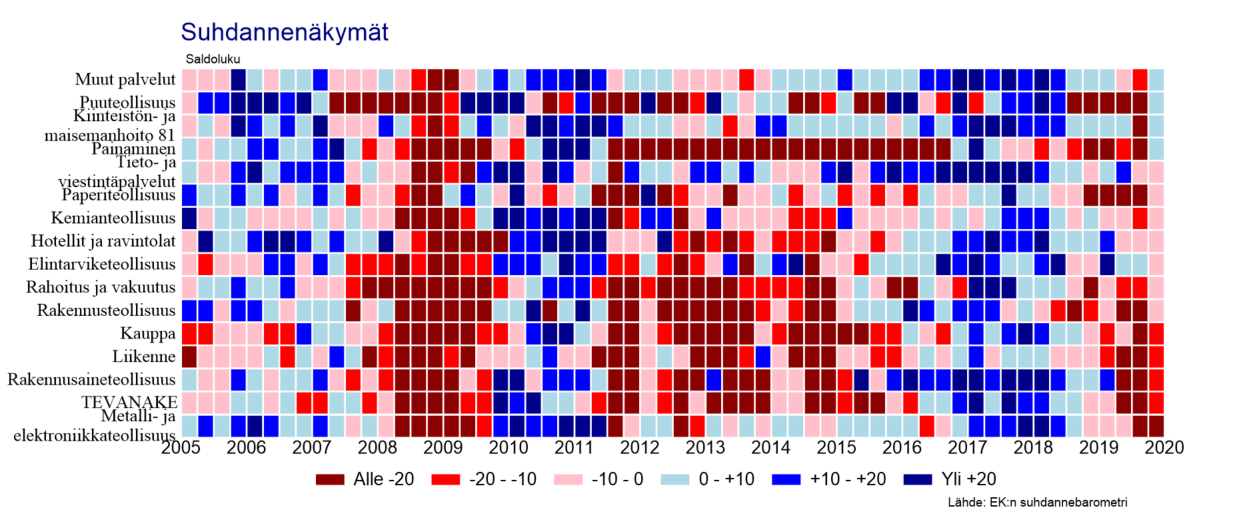 Suhdannenäkymät
Saldoluku
Muut palvelut
Puuteollisuus
Kiinteistön- ja
maisemanhoito 81
Painaminen
Tieto- ja
viestintäpalvelut
Paperiteollisuus
Kemianteollisuus
Hotellit ja ravintolat
Elintarviketeollisuus
Rahoitus ja vakuutus
Rakennusteollisuus
Kauppa
Liikenne
Rakennusaineteollisuus
TEVANAKE
Metalli- ja
elektroniikkateollisuus
2005 2006 2007 2008 2009 2010 2011 2012 2013 2014 2015 2016 2017 2018 2019 2020
Alle -20 -20 - -10 -10 - 0 0 - +10 +10 - +20 Yli +20
Lähde: EK:n suhdannebarometri